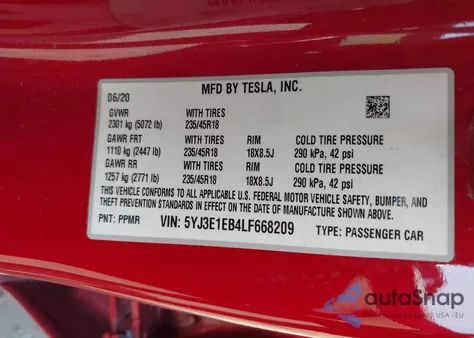 MFD BY TESLA, INC.
06/20
GVWR WITH TIRES
2301 kg (5072 lb) 235/45R18
GAWR FRT WITH TIRES RIM COLD TIRE PRESSURE
1110 kg (2447 lb) 235/45R18 18X8.5J 290 kPa, 42 psi
GAWR RR WITH TIRES RIM COLD TIRE PRESSURE
1257 kg (2771 lb) 235/45R18 18X8.5J 290 kPa, 42 psi
THIS VEHICLE CONFORMS TO ALL APPLICABLE U.S. FEDERAL MOTOR VEHICLE SAFETY, BUMPER, AND
THEFT PREVENTION STANDARDS IN EFFECT ON THE DATE OF MANUFACTURE SHOWN ABOVE.
PNT: PPMR VIN: 5YJ3E1EB4LF668209 TYPE: PASSENGER CAR
autoSnap
USA i EU